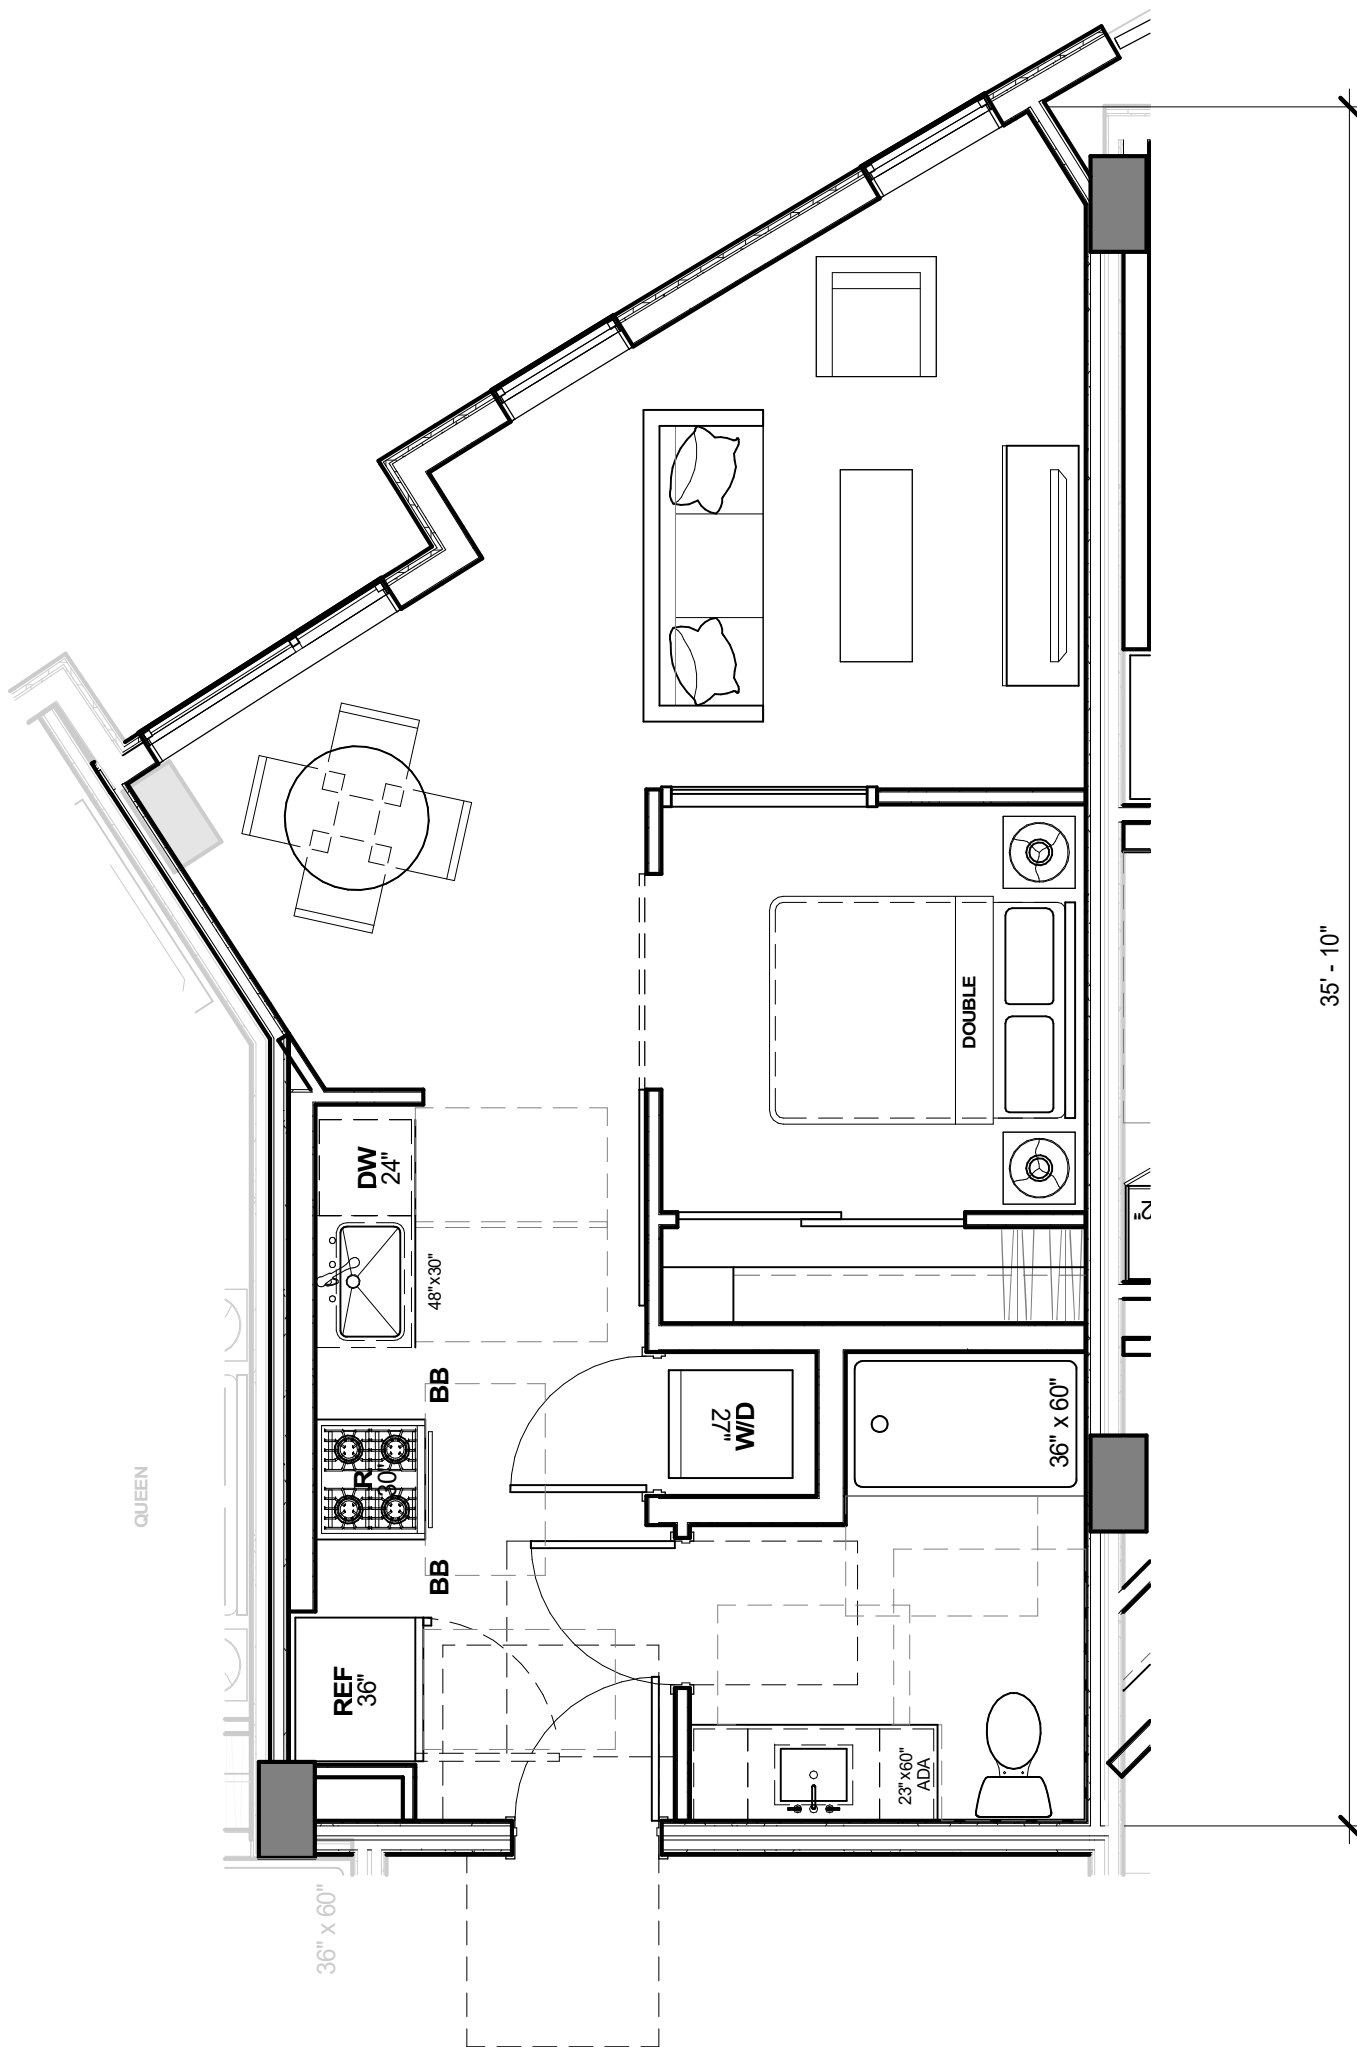 DW
24"
48"x30"
BB
R
30"
BB
REF
36"
W/D
27"
36" x 60"
23"x60"
ADA
DOUBLE
35' - 10"
QUEEN
36" x 60"